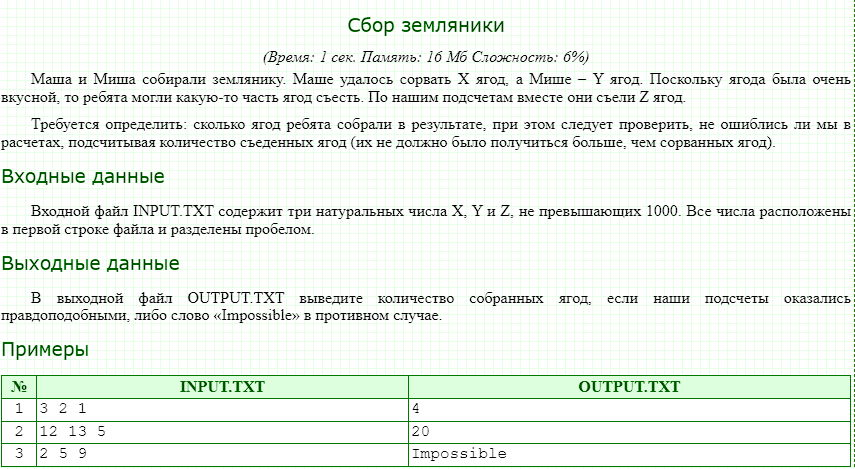 Сбор земляники
(Время: 1 сек. Память: 16 Мб Сложность: 6%)
Маша и Миша собирали землянику. Маше удалось сорвать X ягод, а Мише – Y ягод. Поскольку ягода была очень
вкусной, то ребята могли какую-то часть ягод съесть. По нашим подсчетам вместе они съели Z ягод.
Требуется определить: сколько ягод ребята собрали в результате, при этом следует проверить, не ошиблись ли мы в
расчетах, подсчитывая количество съеденных ягод (их не должно было получиться больше, чем сорванных ягод).
Входные данные
Входной файл INPUT.TXT содержит три натуральных числа X, Y и Z, не превышающих 1000. Все числа расположены
в первой строке файла и разделены пробелом.
Выходные данные
В выходной файл OUTPUT.TXT выведите количество собранных ягод, если наши подсчеты оказались
правдоподобными, либо слово «Impossible» в противном случае.
Примеры
№ INPUT.TXT OUTPUT.TXT
1 3 2 1 4
2 12 13 5 20
3 2 5 9 Impossible